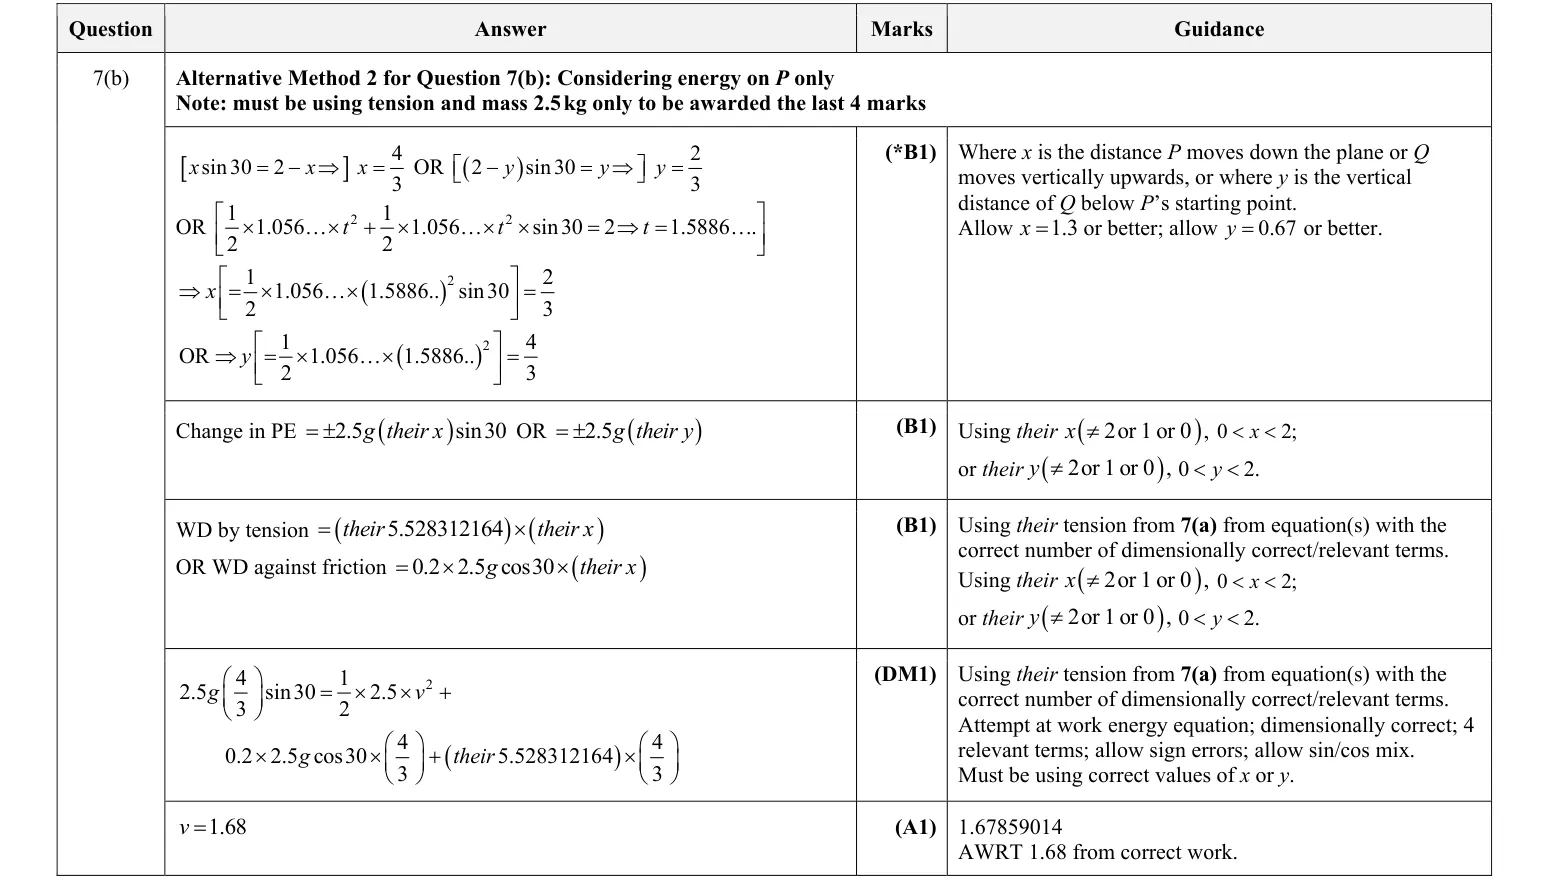 Question Answer Marks Guidance
7(b) Alternative Method 2 for Question 7(b): Considering energy on P only
Note: must be using tension and mass 2.5 kg only to be awarded the last 4 marks
[x sin 30 = 2 − x ⇒] x = 4/3 OR [(2 − y) sin 30 = y ⇒] y = 2/3
OR [1/2 × 1.056… × t² + 1/2 × 1.056… × t² × sin 30 = 2 ⇒ t = 1.5886….]
⇒ x [= 1/2 × 1.056… × (1.5886..)² sin 30] = 2/3
OR ⇒ y [= 1/2 × 1.056… × (1.5886..)²] = 4/3
(*B1)
Where x is the distance P moves down the plane or Q
moves vertically upwards, or where y is the vertical
distance of Q below P's starting point.
Allow x = 1.3 or better; allow y = 0.67 or better.
Change in PE = ±2.5g(their x) sin 30 OR = ±2.5g(their y)
(B1)
Using their x(≠ 2 or 1 or 0), 0 < x < 2;
or their y(≠ 2 or 1 or 0), 0 < y < 2.
WD by tension = (their 5.528312164) × (their x)
OR WD against friction = 0.2 × 2.5g cos 30 × (their x)
(B1)
Using their tension from 7(a) from equation(s) with the
correct number of dimensionally correct/relevant terms.
Using their x(≠ 2 or 1 or 0), 0 < x < 2;
or their y(≠ 2 or 1 or 0), 0 < y < 2.
2.5g(4/3) sin 30 = 1/2 × 2.5 × v² +
0.2 × 2.5g cos 30 × (4/3) + (their 5.528312164) × (4/3)
(DM1)
Using their tension from 7(a) from equation(s) with the
correct number of dimensionally correct/relevant terms.
Attempt at work energy equation; dimensionally correct; 4
relevant terms; allow sign errors; allow sin/cos mix.
Must be using correct values of x or y.
v = 1.68
(A1)
1.67859014
AWRT 1.68 from correct work.